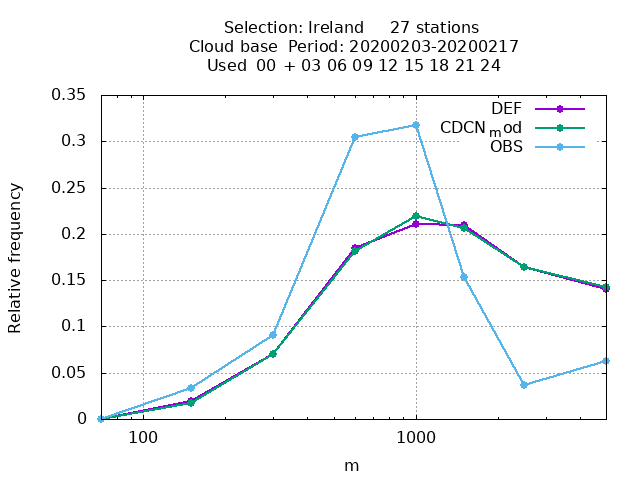 Selection: Ireland 27 stations
Cloud base Period: 20200203-20200217
Used 00 + 03 06 09 12 15 18 21 24
0.35
0.3
0.25
0.2
0.15
0.1
0.05
0
Relative frequency
DEF
CDCNmod
OBS
100 1000
m